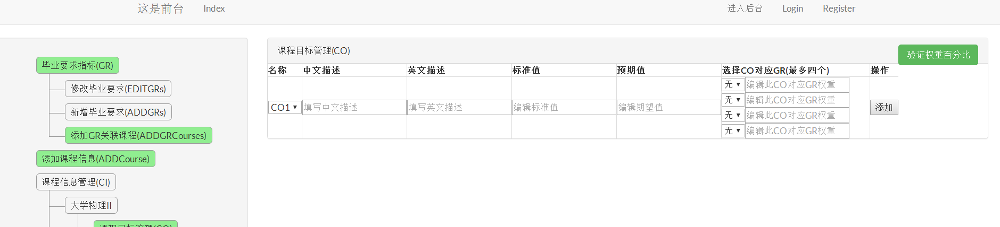 这是前台 Index 进入后台 Login Register
毕业要求指标(GR)
修改毕业要求(EDITGRs)
新增毕业要求(ADDGRs)
添加GR关联课程(ADDGRCourses)
添加课程信息(ADDCourse)
课程信息管理(CI)
大学物理II
课程目标管理(CO)
课程目标管理(CO) 验证权重百分比
名称 中文描述 英文描述 标准值 预期值 选择CO对应GR(最多四个) 操作
无 编辑此CO对应GR权重
无 编辑此CO对应GR权重
CO1 填写中文描述 填写英文描述 编辑标准值 编辑期望值 添加
无 编辑此CO对应GR权重
无 编辑此CO对应GR权重